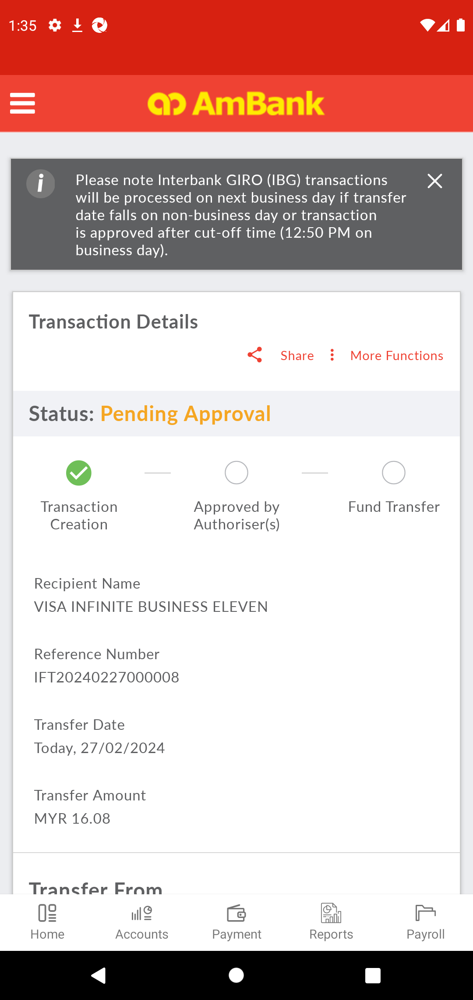 1:35
AmBank
Please note Interbank GIRO (IBG) transactions
will be processed on next business day if transfer
date falls on non-business day or transaction
is approved after cut-off time (12:50 PM on
business day).
Transaction Details
Share More Functions
Status: Pending Approval
Transaction Creation
Approved by Authoriser(s)
Fund Transfer
Recipient Name
VISA INFINITE BUSINESS ELEVEN
Reference Number
IFT20240227000008
Transfer Date
Today, 27/02/2024
Transfer Amount
MYR 16.08
Transfer From
Home Accounts Payment Reports Payroll